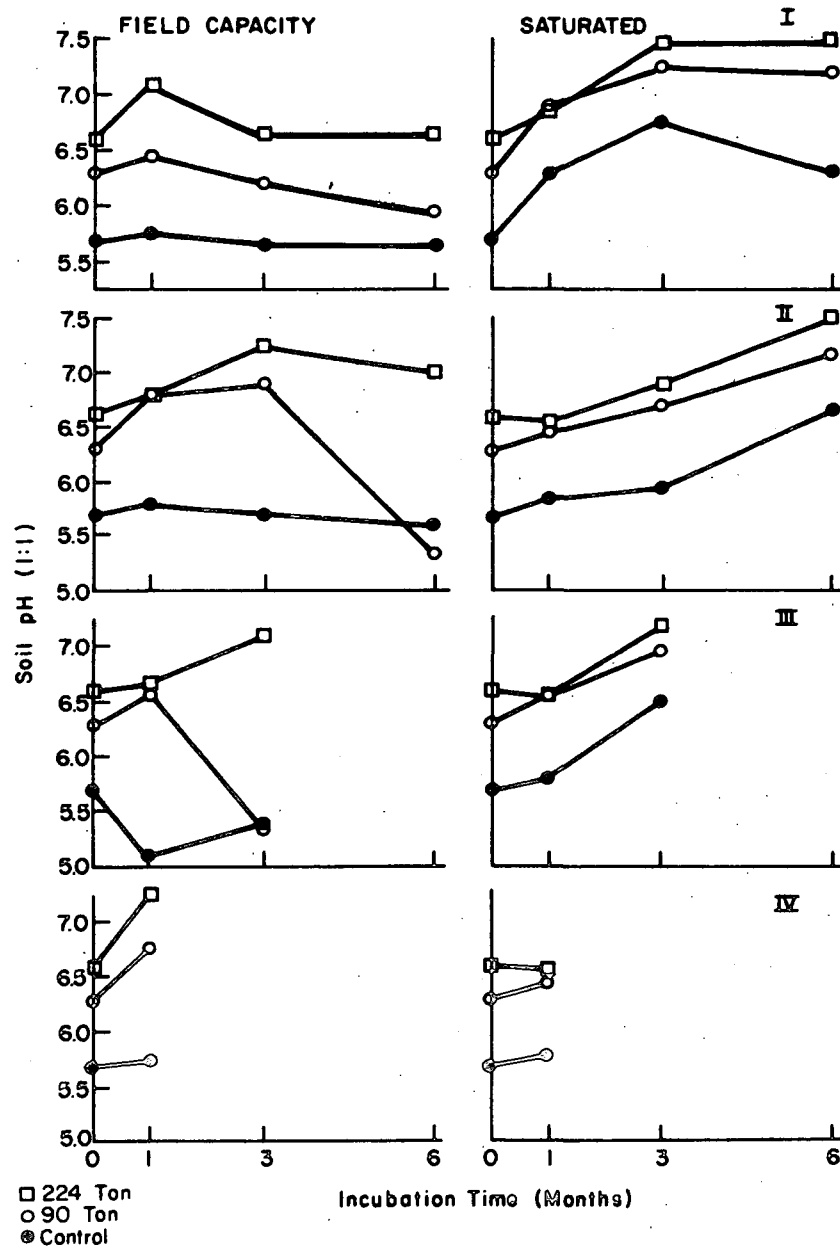 FIELD CAPACITY
SATURATED
I
7.5
7.0
6.5
6.0
5.5
II
7.5
7.0
6.5
6.0
5.5
5.0
III
7.0
6.5
6.0
5.5
5.0
IV
7.0
6.5
6.0
5.5
5.0
Soil pH (1:1)
0 1 3 6
0 1 3 6
Incubation Time (Months)
224 Ton
90 Ton
Control